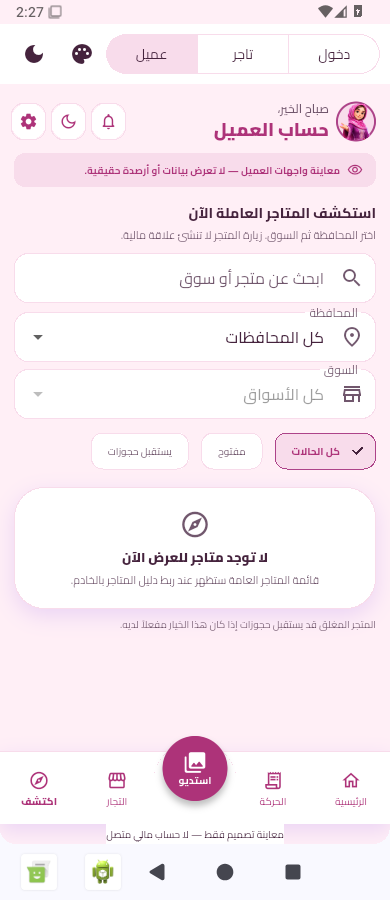 2:27
دخول
تاجر
عميل
صباح الخير،
حساب العميل
معاينة واجهات العميل — لا تعرض بيانات أو أرصدة حقيقية.
استكشف المتاجر العاملة الآن
اختر المحافظة ثم السوق. زيارة المتجر لا تنشئ علاقة مالية.
ابحث عن متجر أو سوق
المحافظة
كل المحافظات
السوق
كل الأسواق
كل الحالات
مفتوح
يستقبل حجوزات
لا توجد متاجر للعرض الآن
قائمة المتاجر العامة ستظهر عند ربط دليل المتاجر بالخادم.
المتجر المغلق قد يستقبل حجوزات إذا كان هذا الخيار مفعلاً لديه.
الرئيسية
الحركة
استديو
التجار
اكتشف
معاينة تصميم فقط — لا حساب مالي متصل